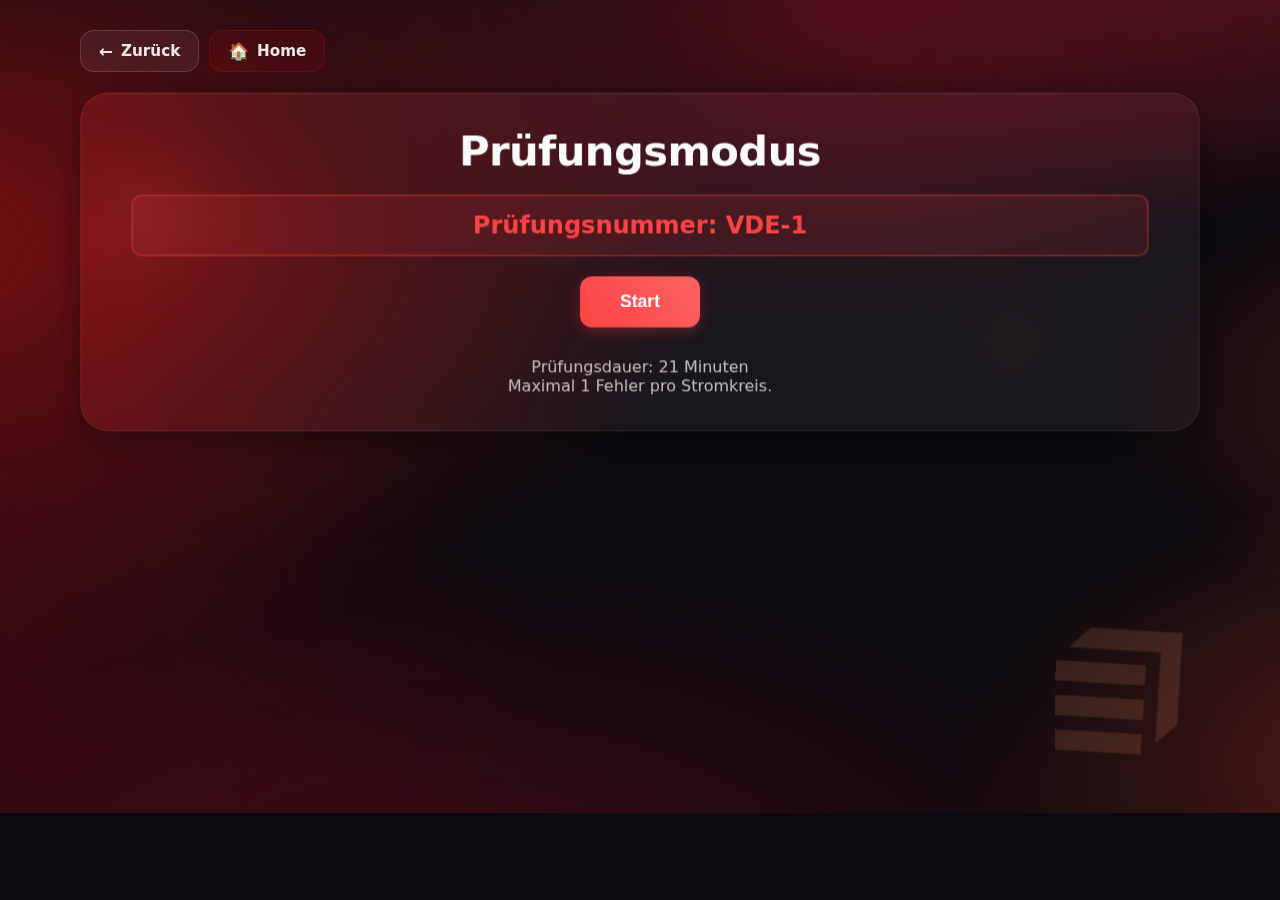 ← Zurück
🏠 Home
Prüfungsmodus
Prüfungsnummer: VDE-1
Start
Prüfungsdauer: 21 Minuten
Maximal 1 Fehler pro Stromkreis.